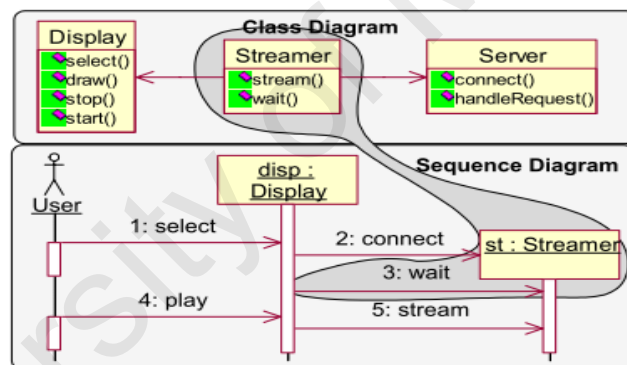 Class Diagram
Display
select()
draw()
stop()
start()
Streamer
stream()
wait()
Server
connect()
handleRequest()
Sequence Diagram
User
disp :
Display
st : Streamer
1: select
2: connect
3: wait
4: play
5: stream